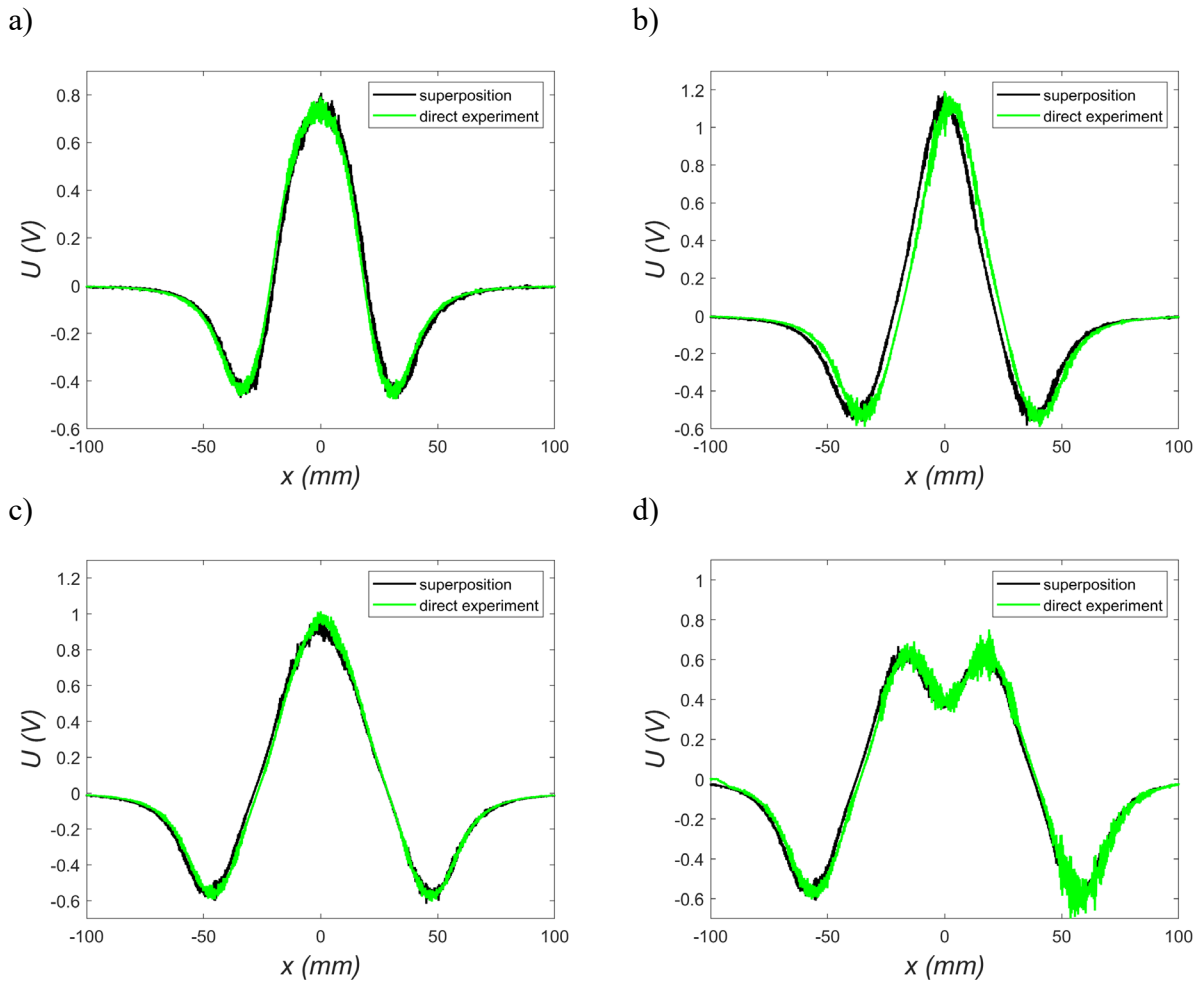 a)
0.8
0.6
0.4
0.2
0
-0.2
-0.4
-0.6
U (V)
-100
-50
0
50
100
x (mm)
superposition
direct experiment
b)
1.2
1
0.8
0.6
0.4
0.2
0
-0.2
-0.4
-0.6
U (V)
-100
-50
0
50
100
x (mm)
superposition
direct experiment
c)
1.2
1
0.8
0.6
0.4
0.2
0
-0.2
-0.4
-0.6
U (V)
-100
-50
0
50
100
x (mm)
superposition
direct experiment
d)
1
0.8
0.6
0.4
0.2
0
-0.2
-0.4
-0.6
U (V)
-100
-50
0
50
100
x (mm)
superposition
direct experiment